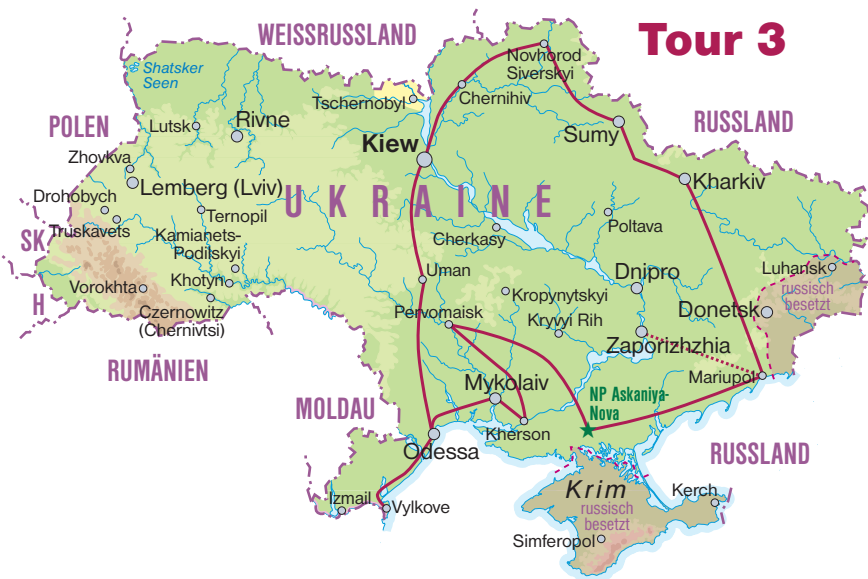 Tour 3
WEISSRUSSLAND
Novhorod
Siverskyi
Shatsker
Seen
Tschernobyl
Chernihiv
POLEN
Lutsk
Rivne
Sumy
RUSSLAND
Kiew
Zhovkva
Lemberg (Lviv)
Kharkiv
Drohobych
Ternopil
UKRAINE
Poltava
Truskavets
Kamianets-
Podilskyi
Cherkasy
SK
Khotyn
Uman
Dnipro
Luhansk
H
Vorokhta
Kropynytskyi
russisch
besetzt
Czernowitz
(Chernivtsi)
Pervomaisk
Kryvyi Rih
Donetsk
Zaporizhzhia
RUMÄNIEN
Mykolaiv
NP Askaniya-
Nova
Mariupol
MOLDAU
Kherson
Odessa
RUSSLAND
Izmail
Vylkove
Krim
Kerch
russisch
besetzt
Simferopol